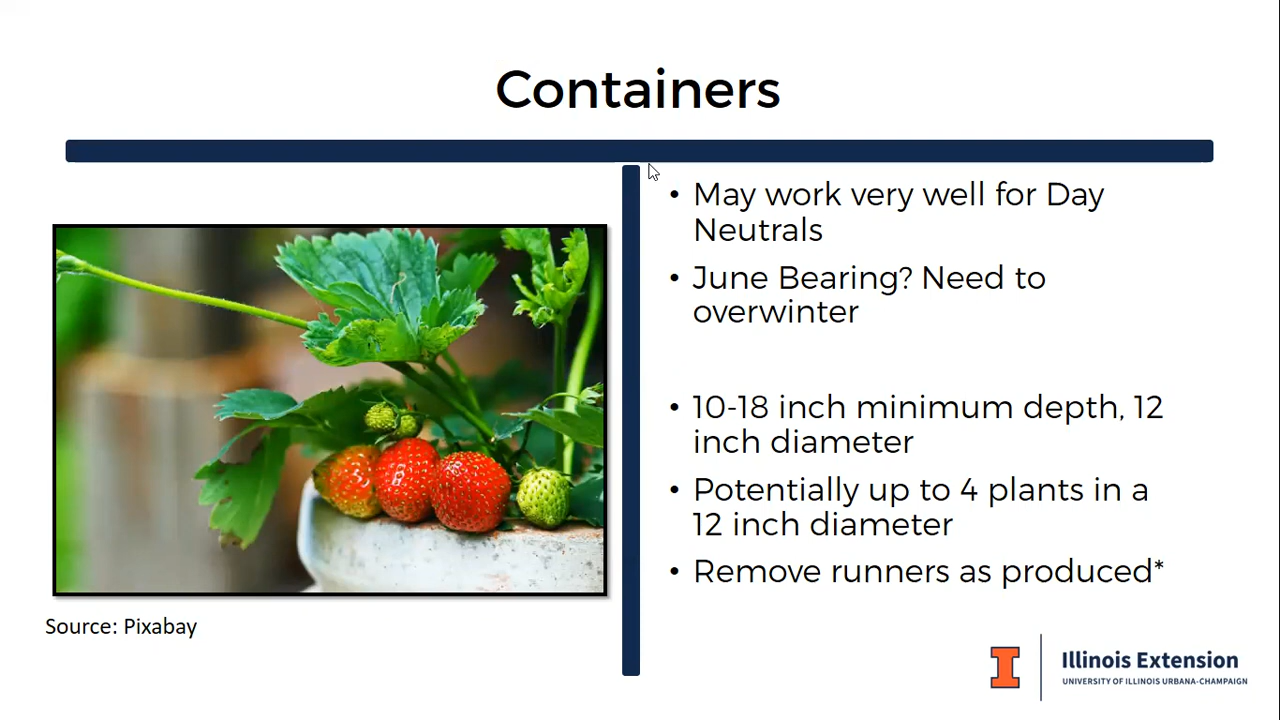 Containers
• May work very well for Day
Neutrals
• June Bearing? Need to
overwinter
• 10-18 inch minimum depth, 12
inch diameter
• Potentially up to 4 plants in a
12 inch diameter
• Remove runners as produced*
Source: Pixabay
Illinois Extension
UNIVERSITY OF ILLINOIS URBANA-CHAMPAIGN